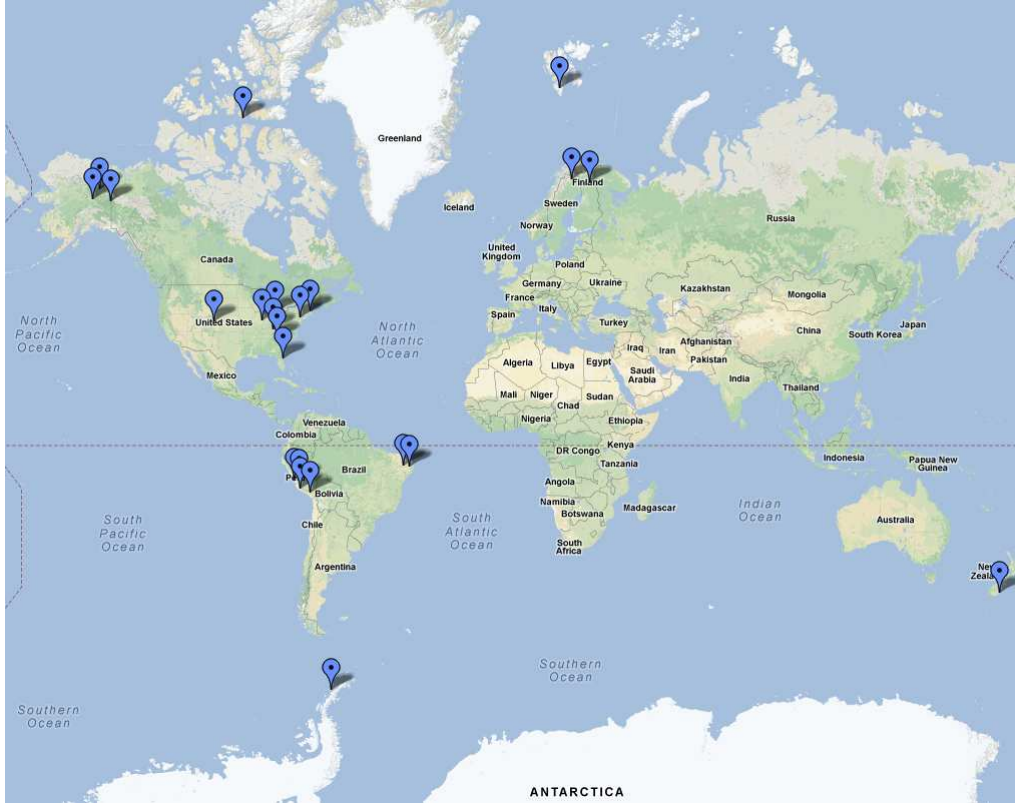 Greenland
Iceland
Finland
Sweden
Norway
Russia
United
Kingdom
Canada
Poland
Germany
Ukraine
Kazakhstan
Mongolia
France
Italy
Spain
Turkey
United States
North
Pacific
Ocean
North
Atlantic
Ocean
China
South Korea
Japan
Afghanistan
Iraq
Iran
Pakistan
Algeria
Libya
Egypt
Saudi
Arabia
Mexico
India
Thailand
Mali
Niger
Chad
Sudan
Nigeria
Ethiopia
Venezuela
Colombia
DR Congo
Kenya
Tanzania
Indonesia
Papua New
Guinea
Brazil
Bolivia
Angola
Namibia
Botswana
Madagascar
Indian
Ocean
South
Pacific
Ocean
South
Atlantic
Ocean
Chile
Australia
South
Africa
Argentina
Southern
Ocean
Southern
Ocean
ANTARCTICA